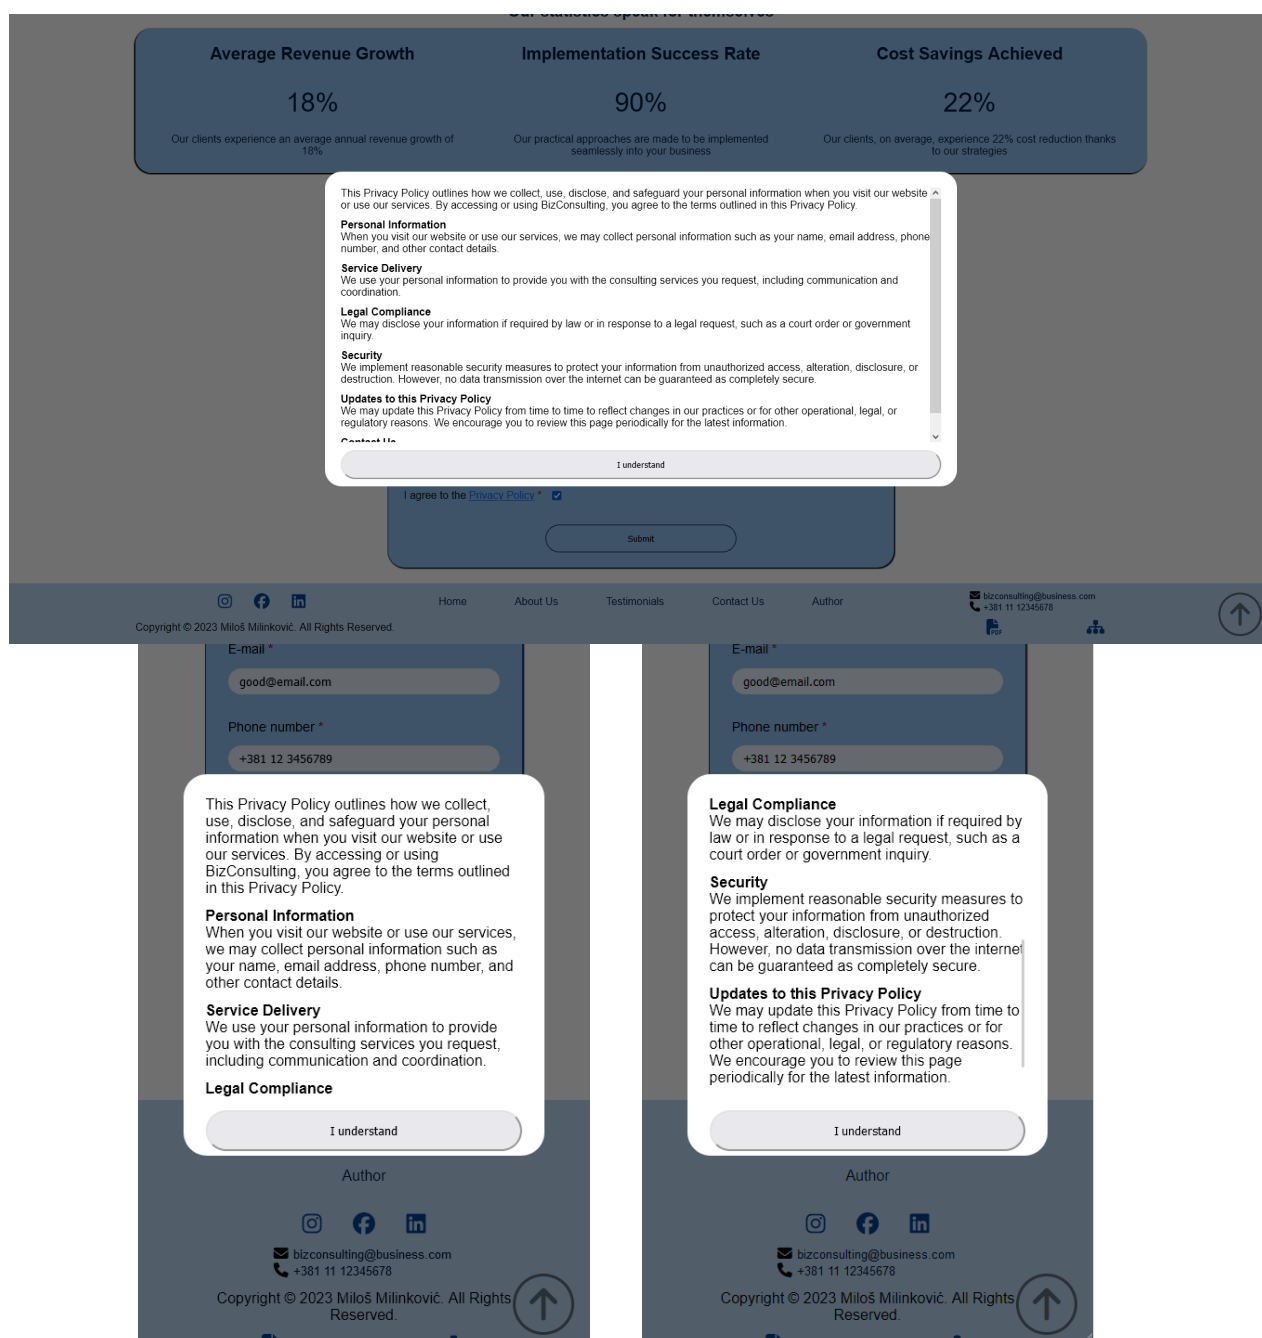 Our statistics speak for themselves
Average Revenue Growth
Implementation Success Rate
Cost Savings Achieved
18%
90%
22%
Our clients experience an average annual revenue growth of
18%
Our practical approaches are made to be implemented
seamlessly into your business
Our clients, on average, experience 22% cost reduction thanks
to our strategies
This Privacy Policy outlines how we collect, use, disclose, and safeguard your personal information when you visit our website
or use our services. By accessing or using BizConsulting, you agree to the terms outlined in this Privacy Policy.
Personal Information
When you visit our website or use our services, we may collect personal information such as your name, email address, phone
number, and other contact details.
Service Delivery
We use your personal information to provide you with the consulting services you request, including communication and
coordination.
Legal Compliance
We may disclose your information if required by law or in response to a legal request, such as a court order or government
inquiry.
Security
We implement reasonable security measures to protect your information from unauthorized access, alteration, disclosure, or
destruction. However, no data transmission over the internet can be guaranteed as completely secure.
Updates to this Privacy Policy
We may update this Privacy Policy from time to time to reflect changes in our practices or for other operational, legal, or
regulatory reasons. We encourage you to review this page periodically for the latest information.
Contact Us
I understand
I agree to the Privacy Policy *
Submit
Home
About Us
Testimonials
Contact Us
Author
bizconsulting@business.com
+381 11 12345678
Copyright © 2023 Miloš Milinković. All Rights Reserved.
PDF
E-mail *
good@email.com
Phone number *
+381 12 3456789
This Privacy Policy outlines how we collect,
use, disclose, and safeguard your personal
information when you visit our website or use
our services. By accessing or using
BizConsulting, you agree to the terms outlined
in this Privacy Policy.
Personal Information
When you visit our website or use our services,
we may collect personal information such as
your name, email address, phone number, and
other contact details.
Service Delivery
We use your personal information to provide
you with the consulting services you request,
including communication and coordination.
Legal Compliance
I understand
Author
bizconsulting@business.com
+381 11 12345678
Copyright © 2023 Miloš Milinković. All Rights
Reserved.
E-mail *
good@email.com
Phone number *
+381 12 3456789
Legal Compliance
We may disclose your information if required by
law or in response to a legal request, such as a
court order or government inquiry.
Security
We implement reasonable security measures to
protect your information from unauthorized
access, alteration, disclosure, or destruction.
However, no data transmission over the internet
can be guaranteed as completely secure.
Updates to this Privacy Policy
We may update this Privacy Policy from time to
time to reflect changes in our practices or for
other operational, legal, or regulatory reasons.
We encourage you to review this page
periodically for the latest information.
I understand
Author
bizconsulting@business.com
+381 11 12345678
Copyright © 2023 Miloš Milinković. All Rights
Reserved.